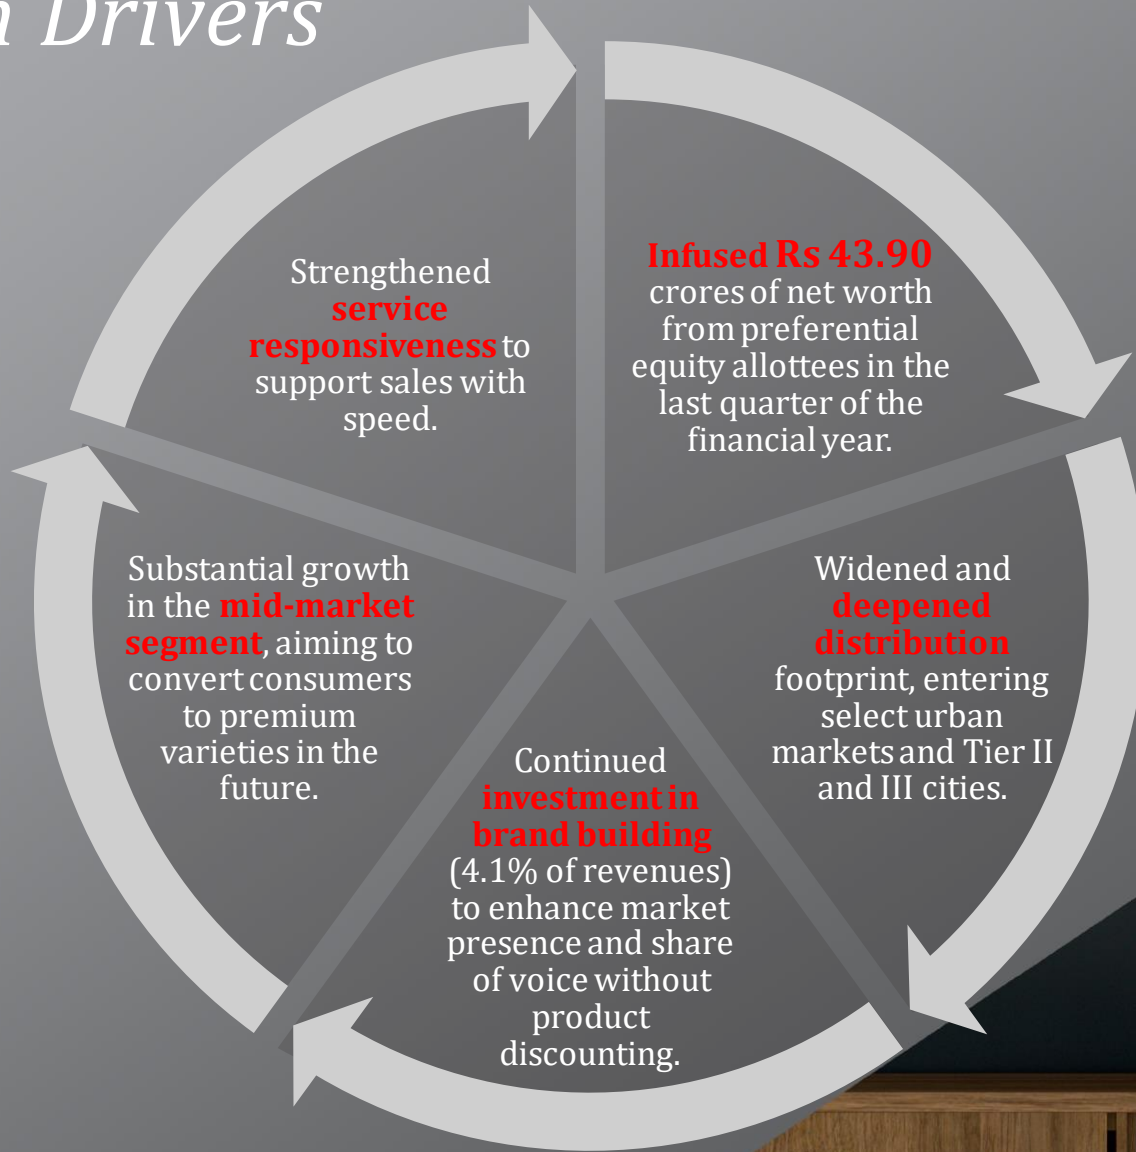 Drivers
Infused Rs 43.90
crores of net worth
from preferential
equity allottees in the
last quarter of the
financial year.
Widened and
deepened
distribution
footprint, entering
select urban
markets and Tier II
and III cities.
Continued
investment in
brand building
(4.1% of revenues)
to enhance market
presence and share
of voice without
product
discounting.
Substantial growth
in the mid-market
segment, aiming to
convert consumers
to premium
varieties in the
future.
Strengthened
service
responsiveness to
support sales with
speed.